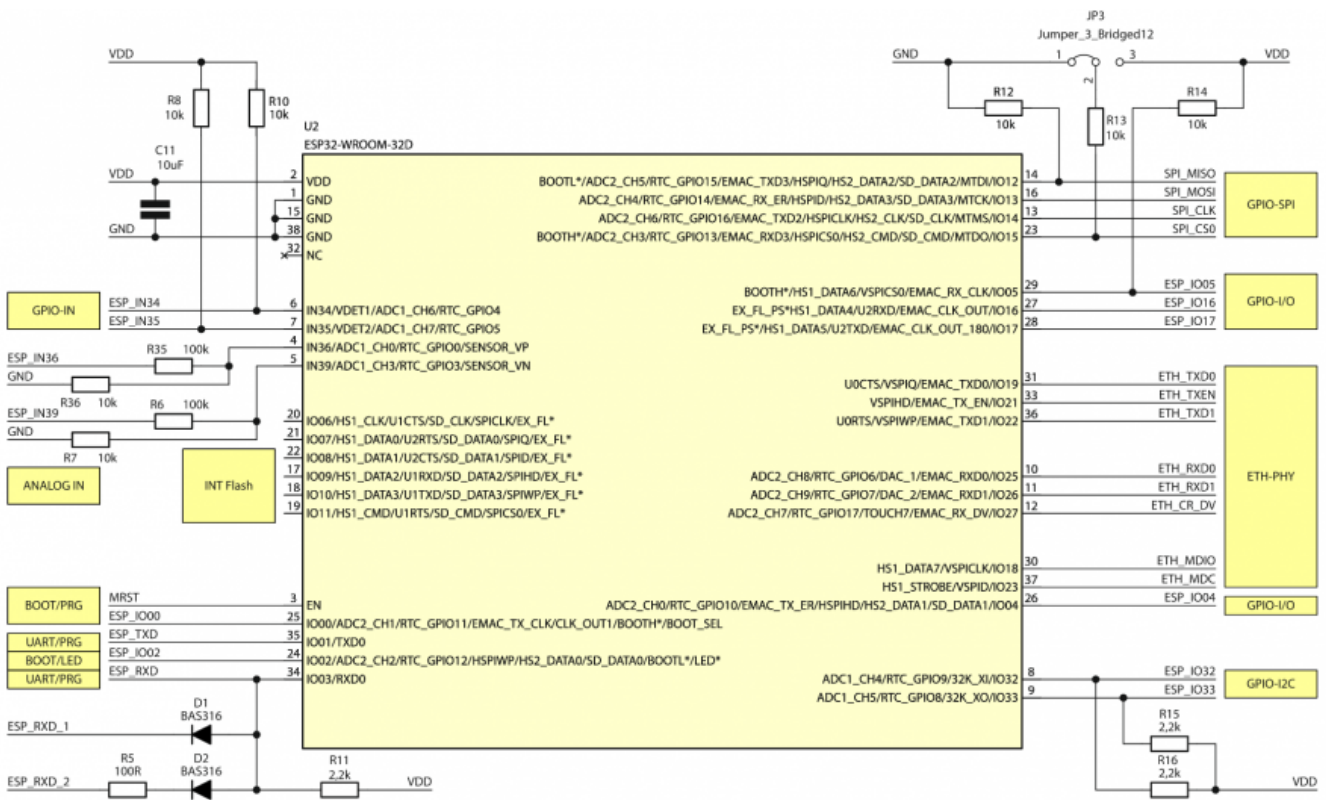 JP3
Jumper_3_Bridged12
VDD
GND
1
3
VDD
2
R8
10k
R10
10k
R12
10k
R13
10k
R14
10k
U2
ESP32-WROOM-32D
C11
10uF
VDD
GND
2
VDD
1
GND
15
GND
38
GND
32
NC
BOOTL*/ADC2_CH5/RTC_GPIO15/EMAC_TXD3/HSPIQ/HS2_DATA2/SD_DATA2/MTDI/IO12
14
SPI_MISO
ADC2_CH4/RTC_GPIO14/EMAC_RX_ER/HSPID/HS2_DATA3/SD_DATA3/MTCK/IO13
16
SPI_MOSI
ADC2_CH6/RTC_GPIO16/EMAC_TXD2/HSPICLK/HS2_CLK/SD_CLK/MTMS/IO14
13
SPI_CLK
BOOTH*/ADC2_CH3/RTC_GPIO13/EMAC_RXD3/HSPICS0/HS2_CMD/SD_CMD/MTDO/IO15
23
SPI_CS0
GPIO-SPI
GPIO-IN
ESP_IN34
6
IN34/VDET1/ADC1_CH6/RTC_GPIO4
ESP_IN35
7
IN35/VDET2/ADC1_CH7/RTC_GPIO5
4
IN36/ADC1_CH0/RTC_GPIO0/SENSOR_VP
5
IN39/ADC1_CH3/RTC_GPIO3/SENSOR_VN
BOOTH*/HS1_DATA6/VSPICS0/EMAC_RX_CLK/IO05
29
ESP_IO05
EX_FL_PS*HS1_DATA4/U2RXD/EMAC_CLK_OUT/IO16
27
ESP_IO16
EX_FL_PS*/HS1_DATA5/U2TXD/EMAC_CLK_OUT_180/IO17
28
ESP_IO17
GPIO-I/O
ESP_IN36
R35
100k
GND
R36
10k
ESP_IN39
R6
100k
GND
R7
10k
ANALOG IN
INT Flash
20
IO06/HS1_CLK/U1CTS/SD_CLK/SPICLK/EX_FL*
21
IO07/HS1_DATA0/U2RTS/SD_DATA0/SPIQ/EX_FL*
22
IO08/HS1_DATA1/U2CTS/SD_DATA1/SPID/EX_FL*
17
IO09/HS1_DATA2/U1RXD/SD_DATA2/SPIHD/EX_FL*
18
IO10/HS1_DATA3/U1TXD/SD_DATA3/SPIWP/EX_FL*
19
IO11/HS1_CMD/U1RTS/SD_CMD/SPICS0/EX_FL*
U0CTS/VSPIQ/EMAC_TXD0/IO19
31
ETH_TXD0
VSPIHD/EMAC_TX_EN/IO21
33
ETH_TXEN
U0RTS/VSPIWP/EMAC_TXD1/IO22
36
ETH_TXD1
ADC2_CH8/RTC_GPIO6/DAC_1/EMAC_RXD0/IO25
10
ETH_RXD0
ADC2_CH9/RTC_GPIO7/DAC_2/EMAC_RXD1/IO26
11
ETH_RXD1
ADC2_CH7/RTC_GPIO17/TOUCH7/EMAC_RX_DV/IO27
12
ETH_CR_DV
ETH-PHY
HS1_DATA7/VSPICLK/IO18
30
ETH_MDIO
HS1_STROBE/VSPID/IO23
37
ETH_MDC
ADC2_CH0/RTC_GPIO10/EMAC_TX_ER/HSPIHD/HS2_DATA1/SD_DATA1/IO04
26
ESP_IO04
GPIO-I/O
BOOT/PRG
MRST
3
EN
ESP_IO00
25
IO00/ADC2_CH1/RTC_GPIO11/EMAC_TX_CLK/CLK_OUT1/BOOTH*/BOOT_SEL
UART/PRG
ESP_TXD
35
IO01/TXD0
BOOT/LED
ESP_IO02
24
IO02/ADC2_CH2/RTC_GPIO12/HSPIWP/HS2_DATA0/SD_DATA0/BOOTL*/LED*
UART/PRG
ESP_RXD
34
IO03/RXD0
ADC1_CH4/RTC_GPIO9/32K_XI/IO32
8
ESP_IO32
ADC1_CH5/RTC_GPIO8/32K_XO/IO33
9
ESP_IO33
GPIO-I2C
D1
BAS316
ESP_RXD_1
R5
100R
D2
BAS316
ESP_RXD_2
R11
2,2k
VDD
R15
2,2k
R16
2,2k
VDD